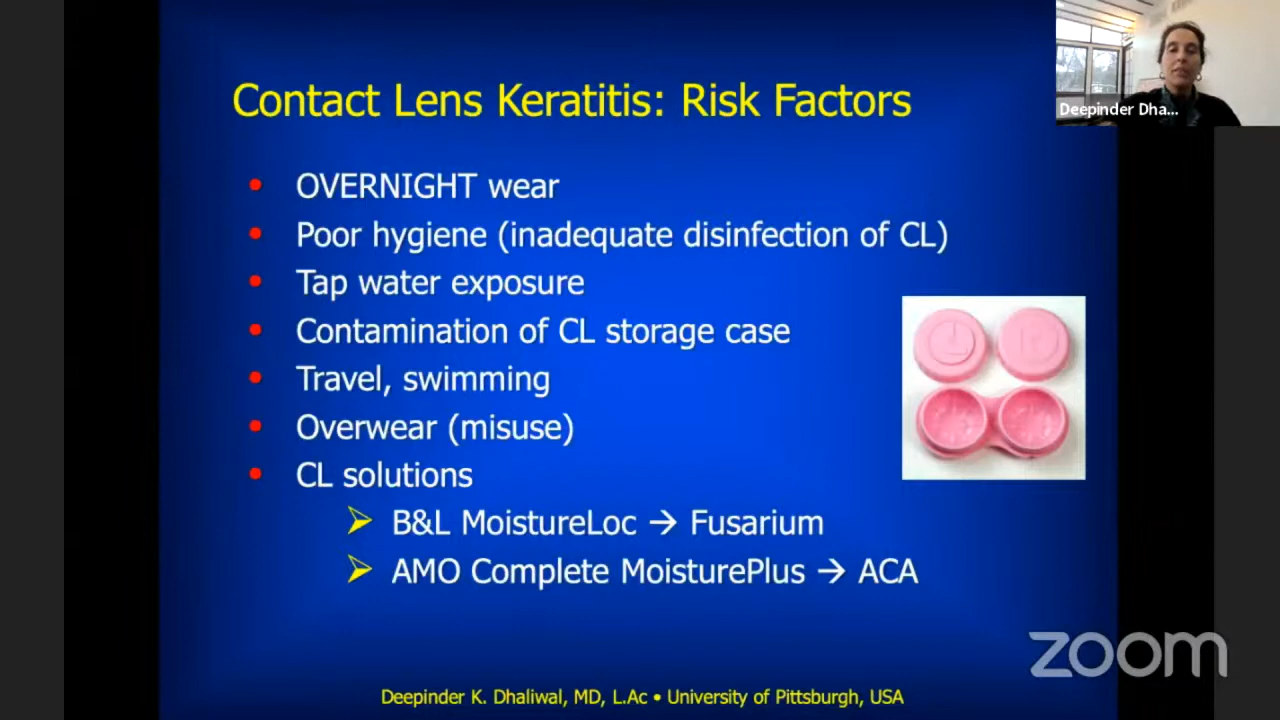 Contact Lens Keratitis: Risk Factors
Deepinder Dha...
• OVERNIGHT wear
• Poor hygiene (inadequate disinfection of CL)
• Tap water exposure
• Contamination of CL storage case
• Travel, swimming
• Overwear (misuse)
• CL solutions
➢ B&L MoistureLoc → Fusarium
➢ AMO Complete MoisturePlus → ACA
zoom
Deepinder K. Dhaliwal, MD, L.Ac • University of Pittsburgh, USA